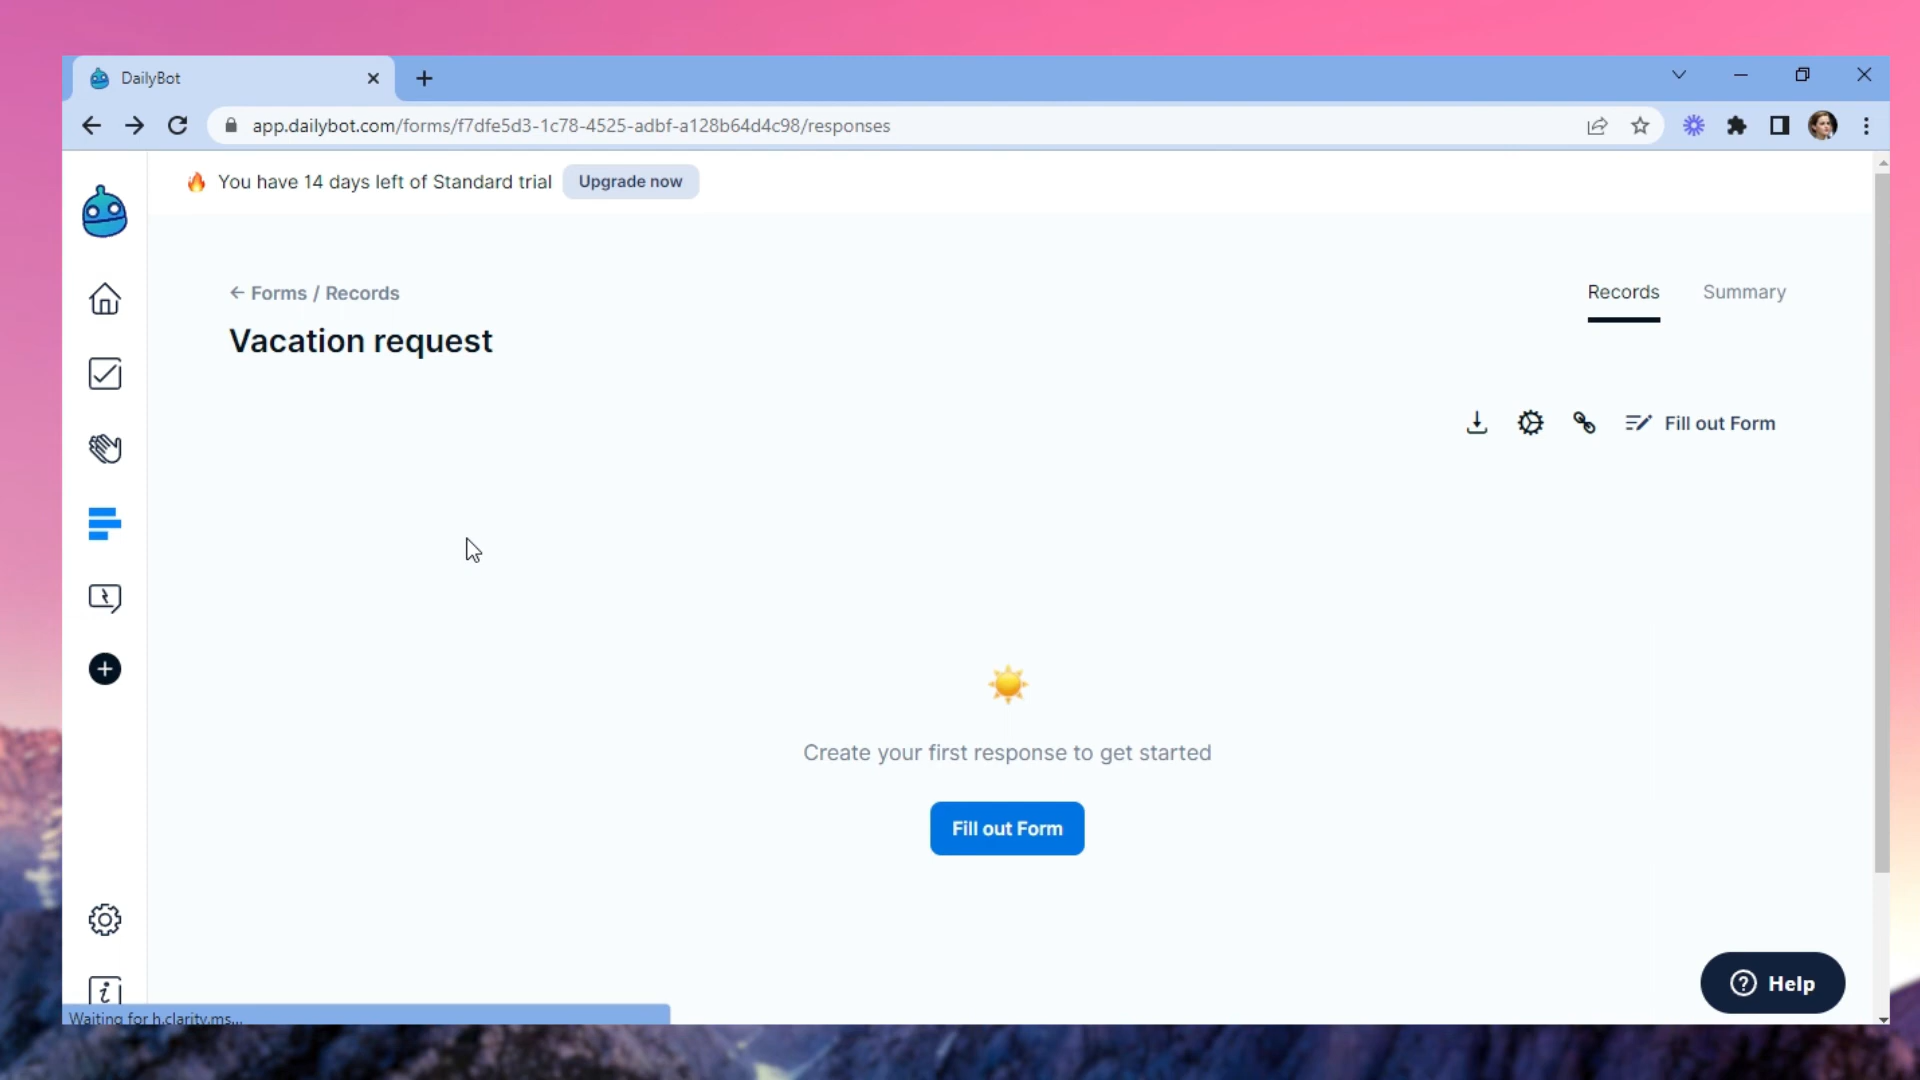 DailyBot
app.dailybot.com/forms/f7dfe5d3-1c78-4525-adbf-a128b64d4c98/responses
You have 14 days left of Standard trial
Upgrade now
← Forms / Records
Records
Summary
Vacation request
Fill out Form
Create your first response to get started
Fill out Form
Help
Waiting for h.clarity.ms...